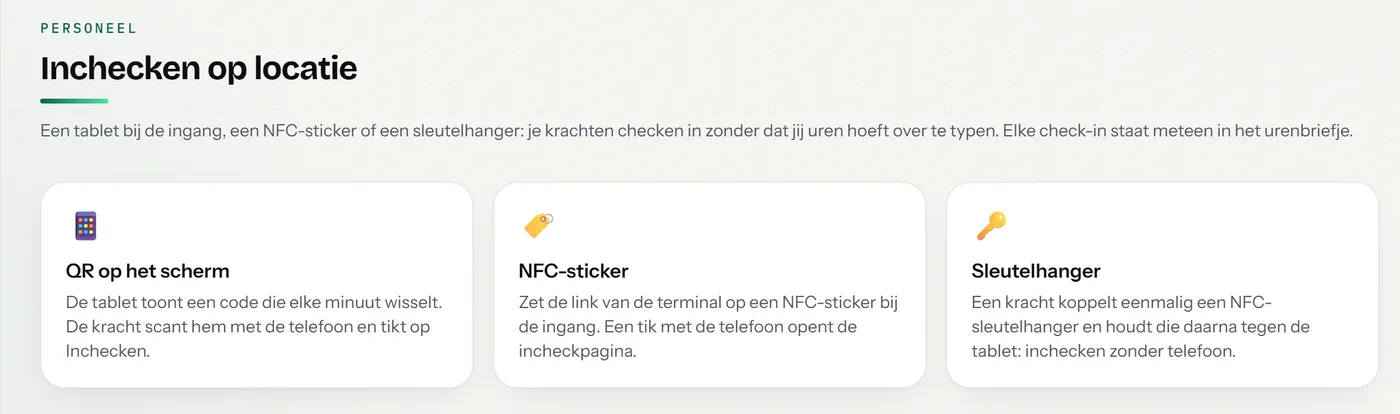 PERSONEEL
Inchecken op locatie
Een tablet bij de ingang, een NFC-sticker of een sleutelhanger: je krachten checken in zonder dat jij uren hoeft over te typen. Elke check-in staat meteen in het urenbriefje.
QR op het scherm
De tablet toont een code die elke minuut wisselt.
De kracht scant hem met de telefoon en tikt op
Inchecken.
NFC-sticker
Zet de link van de terminal op een NFC-sticker bij
de ingang. Een tik met de telefoon opent de
incheckpagina.
Sleutelhanger
Een kracht koppelt eenmalig een NFC-
sleutelhanger en houdt die daarna tegen de
tablet: inchecken zonder telefoon.